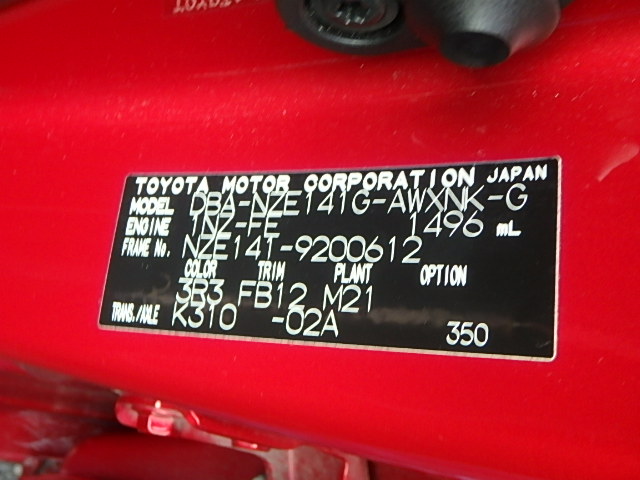 TOYOTA MOTOR CORPORATION JAPAN
MODEL DBA-NZE141G-AWXNK-G
ENGINE 1NZ-FE 1496 mL
FRAME No. NZE141-9200612
COLOR TRIM PLANT OPTION
3B3 FB12 M21
TRANS./AXLE K310 -02A 350